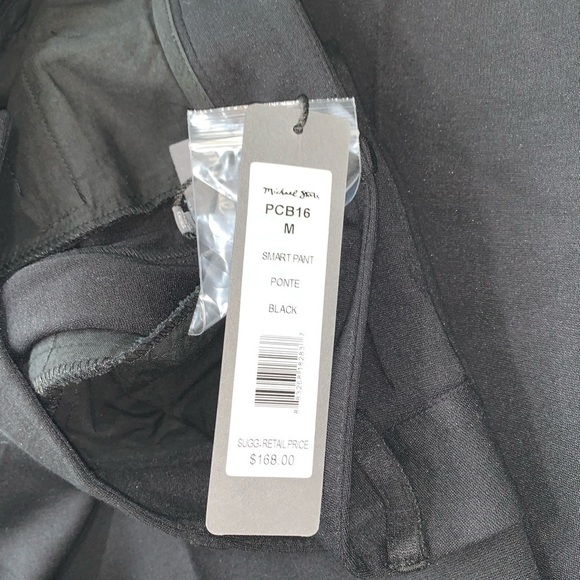 Michael Stars
PCB16
M
SMART PANT
PONTE
BLACK
SUGG. RETAIL PRICE
$168.00